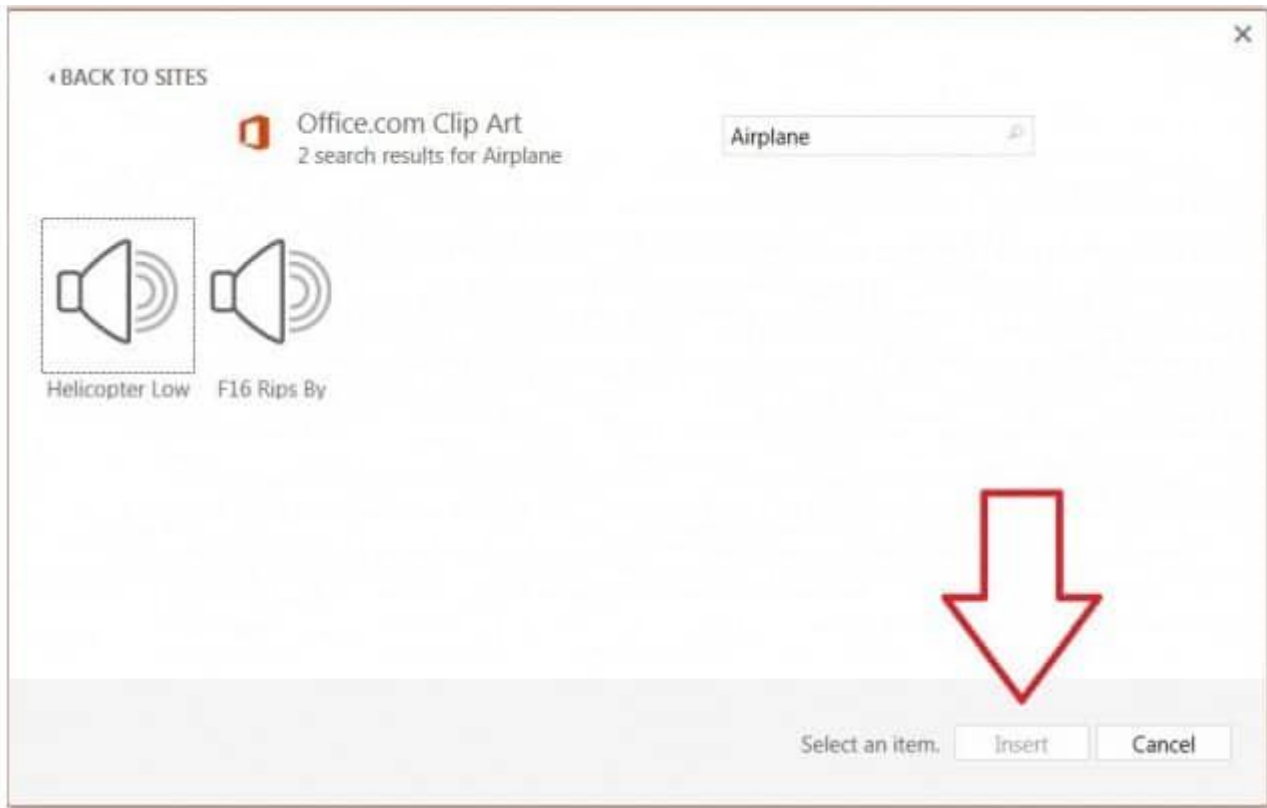 BACK TO SITES
Office.com Clip Art
2 search results for Airplane
Airplane
Helicopter Low
F16 Rips By
Select an item.
Insert
Cancel